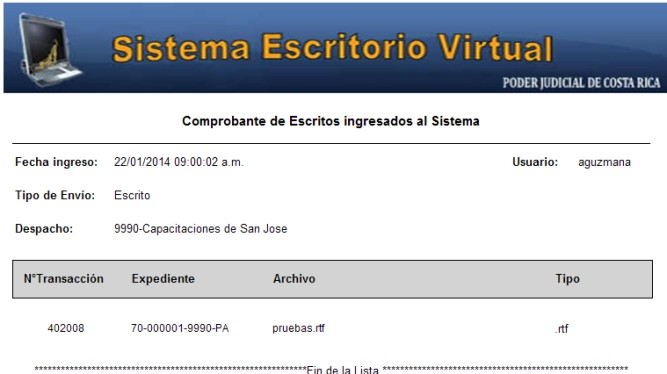 Sistema Escritorio Virtual
PODER JUDICIAL DE COSTA RICA
Comprobante de Escritos ingresados al Sistema
Fecha ingreso: 22/01/2014 09:00:02 a.m. Usuario: aguzmana
Tipo de Envío: Escrito
Despacho: 9990-Capacitaciones de San Jose
N°Transacción Expediente Archivo Tipo
402008 70-000001-9990-PA pruebas.rtf .rtf
*************************************************************Fin de la Lista ********************************************************